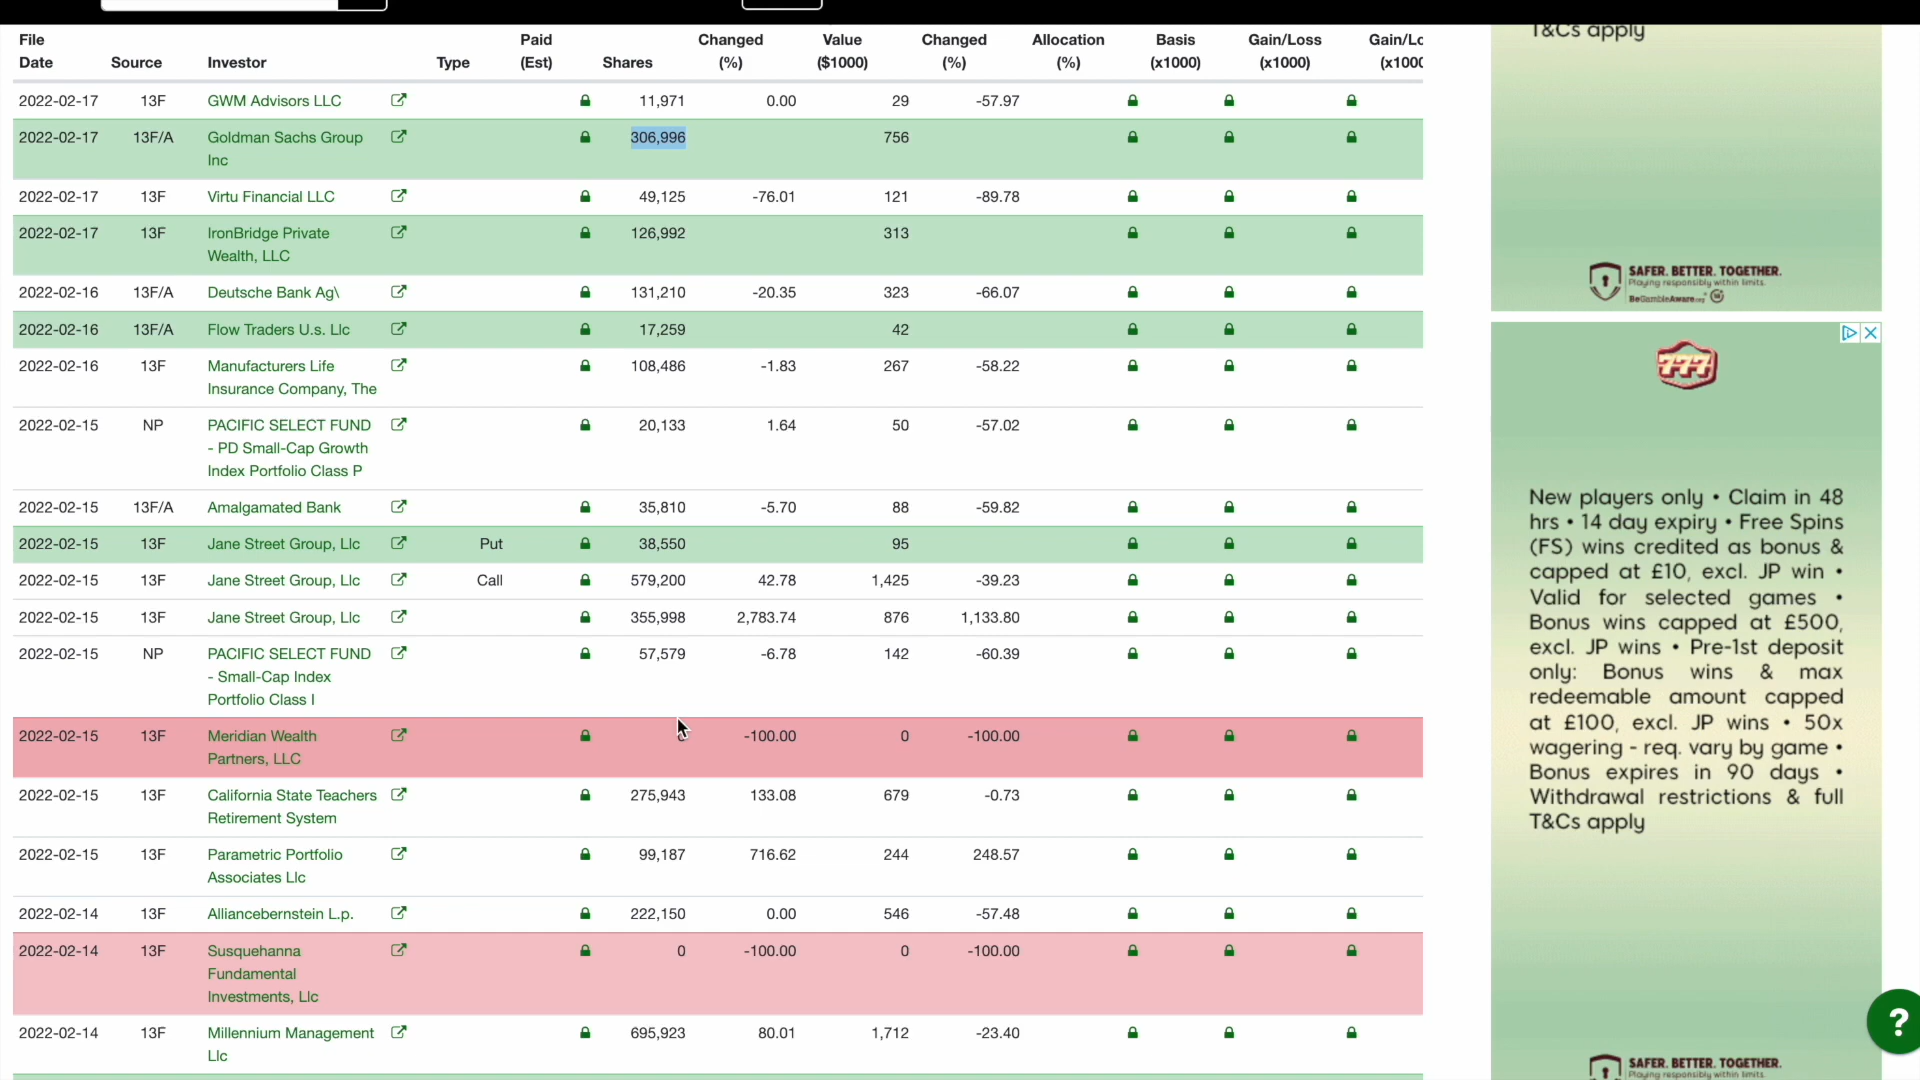 File Date Source Investor Type Paid (Est) Shares Changed (%) Value ($1000) Changed (%) Allocation (%) Basis (x1000) Gain/Loss (x1000) Gain/Lo (x100
2022-02-17 13F GWM Advisors LLC 11,971 0.00 29 -57.97
2022-02-17 13F/A Goldman Sachs Group 306,996 756
Inc
2022-02-17 13F Virtu Financial LLC 49,125 -76.01 121 -89.78
2022-02-17 13F IronBridge Private 126,992 313
Wealth, LLC
2022-02-16 13F/A Deutsche Bank Ag\ 131,210 -20.35 323 -66.07
2022-02-16 13F/A Flow Traders U.s. Llc 17,259 42
2022-02-16 13F Manufacturers Life 108,486 -1.83 267 -58.22
Insurance Company, The
2022-02-15 NP PACIFIC SELECT FUND 20,133 1.64 50 -57.02
- PD Small-Cap Growth
Index Portfolio Class P
2022-02-15 13F/A Amalgamated Bank 35,810 -5.70 88 -59.82
2022-02-15 13F Jane Street Group, Llc Put 38,550 95
2022-02-15 13F Jane Street Group, Llc Call 579,200 42.78 1,425 -39.23
2022-02-15 13F Jane Street Group, Llc 355,998 2,783.74 876 1,133.80
2022-02-15 NP PACIFIC SELECT FUND 57,579 -6.78 142 -60.39
- Small-Cap Index
Portfolio Class I
2022-02-15 13F Meridian Wealth 0 -100.00 0 -100.00
Partners, LLC
2022-02-15 13F California State Teachers 275,943 133.08 679 -0.73
Retirement System
2022-02-15 13F Parametric Portfolio 99,187 716.62 244 248.57
Associates Llc
2022-02-14 13F Alliancebernstein L.p. 222,150 0.00 546 -57.48
2022-02-14 13F Susquehanna 0 -100.00 0 -100.00
Fundamental
Investments, Llc
2022-02-14 13F Millennium Management 695,923 80.01 1,712 -23.40
Llc
T&Cs apply
SAFER. BETTER. TOGETHER.
Playing responsibly within limits.
BeGambleAware.org 18
777
New players only • Claim in 48
hrs • 14 day expiry • Free Spins
(FS) wins credited as bonus &
capped at £10, excl. JP win •
Valid for selected games •
Bonus wins capped at £500,
excl. JP wins • Pre-1st deposit
only: Bonus wins & max
redeemable amount capped
at £100, excl. JP wins • 50x
wagering - req. vary by game •
Bonus expires in 90 days •
Withdrawal restrictions & full
T&Cs apply
SAFER. BETTER. TOGETHER.
Playing responsibly within limits.
?